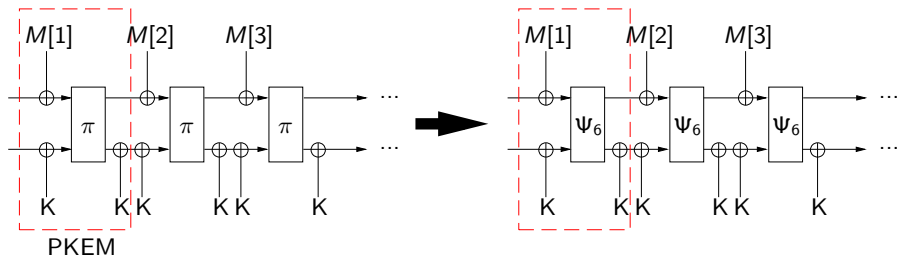 M[1] M[2] M[3] M[1] M[2] M[3]
... ...
π π π Ψ₆ Ψ₆ Ψ₆
... ...
K K K K K K K K K K K K
PKEM